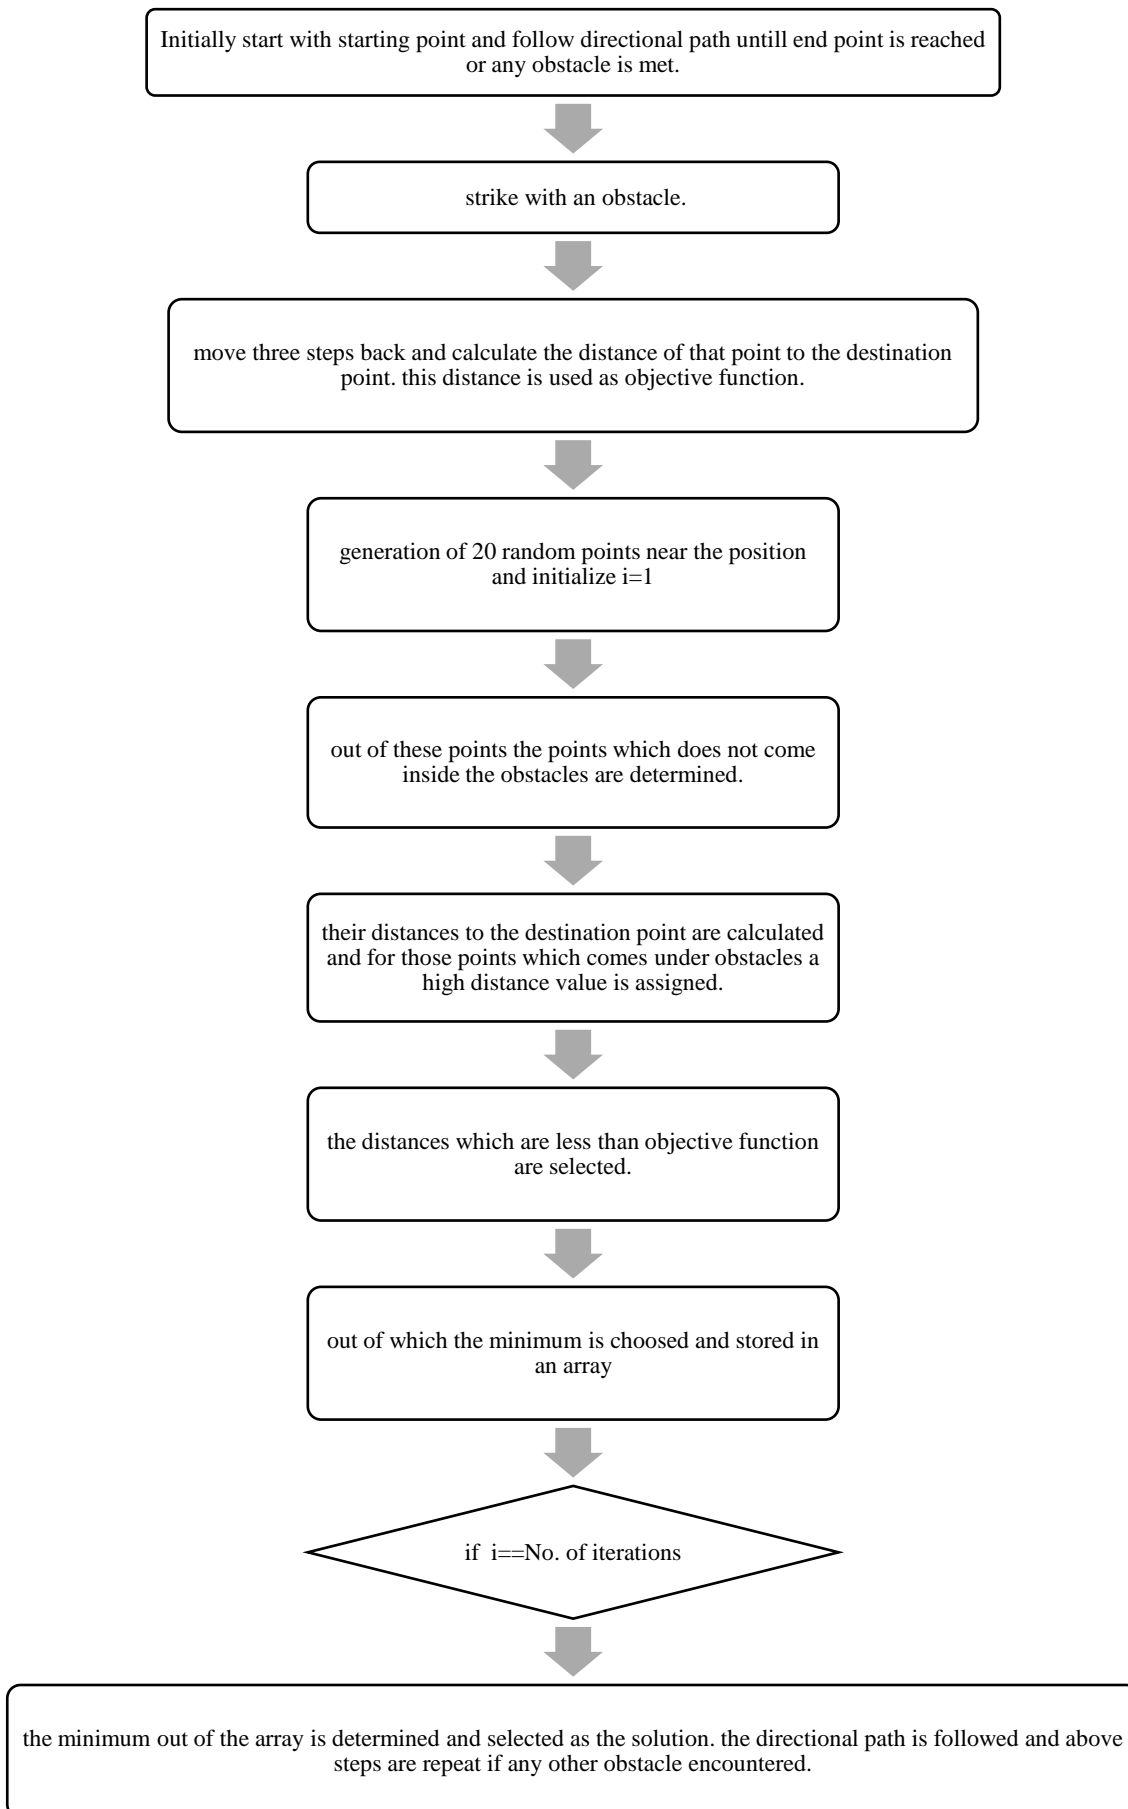 Initially start with starting point and follow directional path untill end point is reached
or any obstacle is met.
strike with an obstacle.
move three steps back and calculate the distance of that point to the destination
point. this distance is used as objective function.
generation of 20 random points near the position
and initialize i=1
out of these points the points which does not come
inside the obstacles are determined.
their distances to the destination point are calculated
and for those points which comes under obstacles a
high distance value is assigned.
the distances which are less than objective function
are selected.
out of which the minimum is choosed and stored in
an array
if i==No. of iterations
the minimum out of the array is determined and selected as the solution. the directional path is followed and above
steps are repeat if any other obstacle encountered.